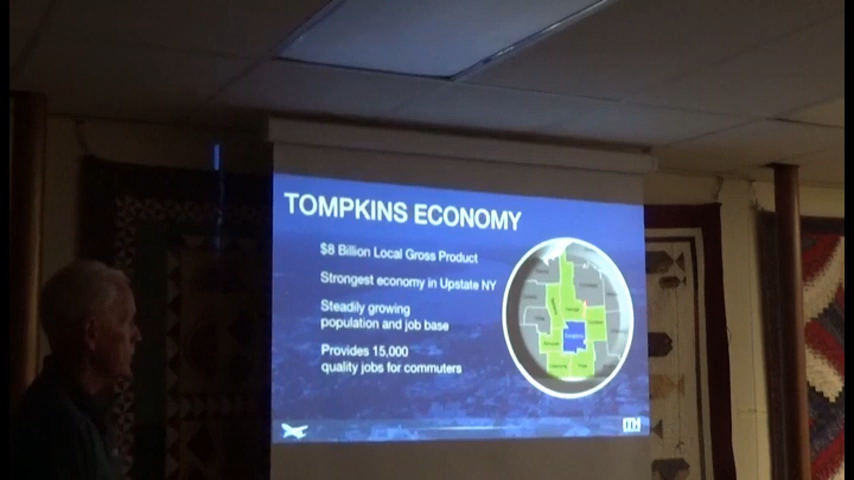 TOMPKINS ECONOMY
$8 Billion Local Gross Product
Strongest economy in Upstate NY
Steadily growing
population and job base
Provides 15,000
quality jobs for commuters
Tompkins